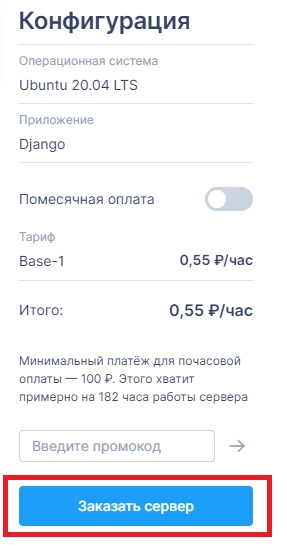 Конфигурация
Операционная система
Ubuntu 20.04 LTS
Приложение
Django
Помесячная оплата
Тариф
Base-1 0,55 ₽/час
Итого: 0,55 ₽/час
Минимальный платёж для почасовой
оплаты — 100 ₽. Этого хватит
примерно на 182 часа работы сервера
Введите промокод
Заказать сервер